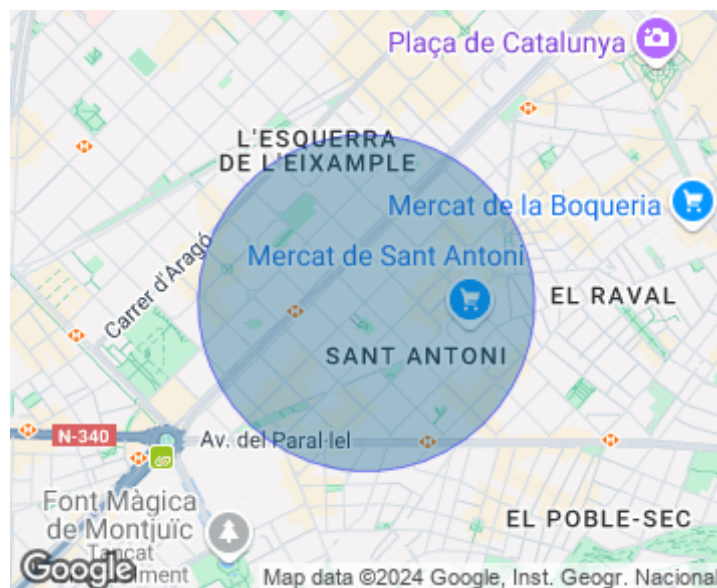 Plaça de Catalunya
L'ESQUERRA
DE L'EIXAMPLE
Mercat de la Boqueria
Carrer d'Aragó
Mercat de Sant Antoni
EL RAVAL
SANT ANTONI
N-340
Av. del Paral·lel
Font Màgica
de Montjuïc
EL POBLE-SEC
Tancat
Google
Map data ©2024 Google, Inst. Geogr. Nacional